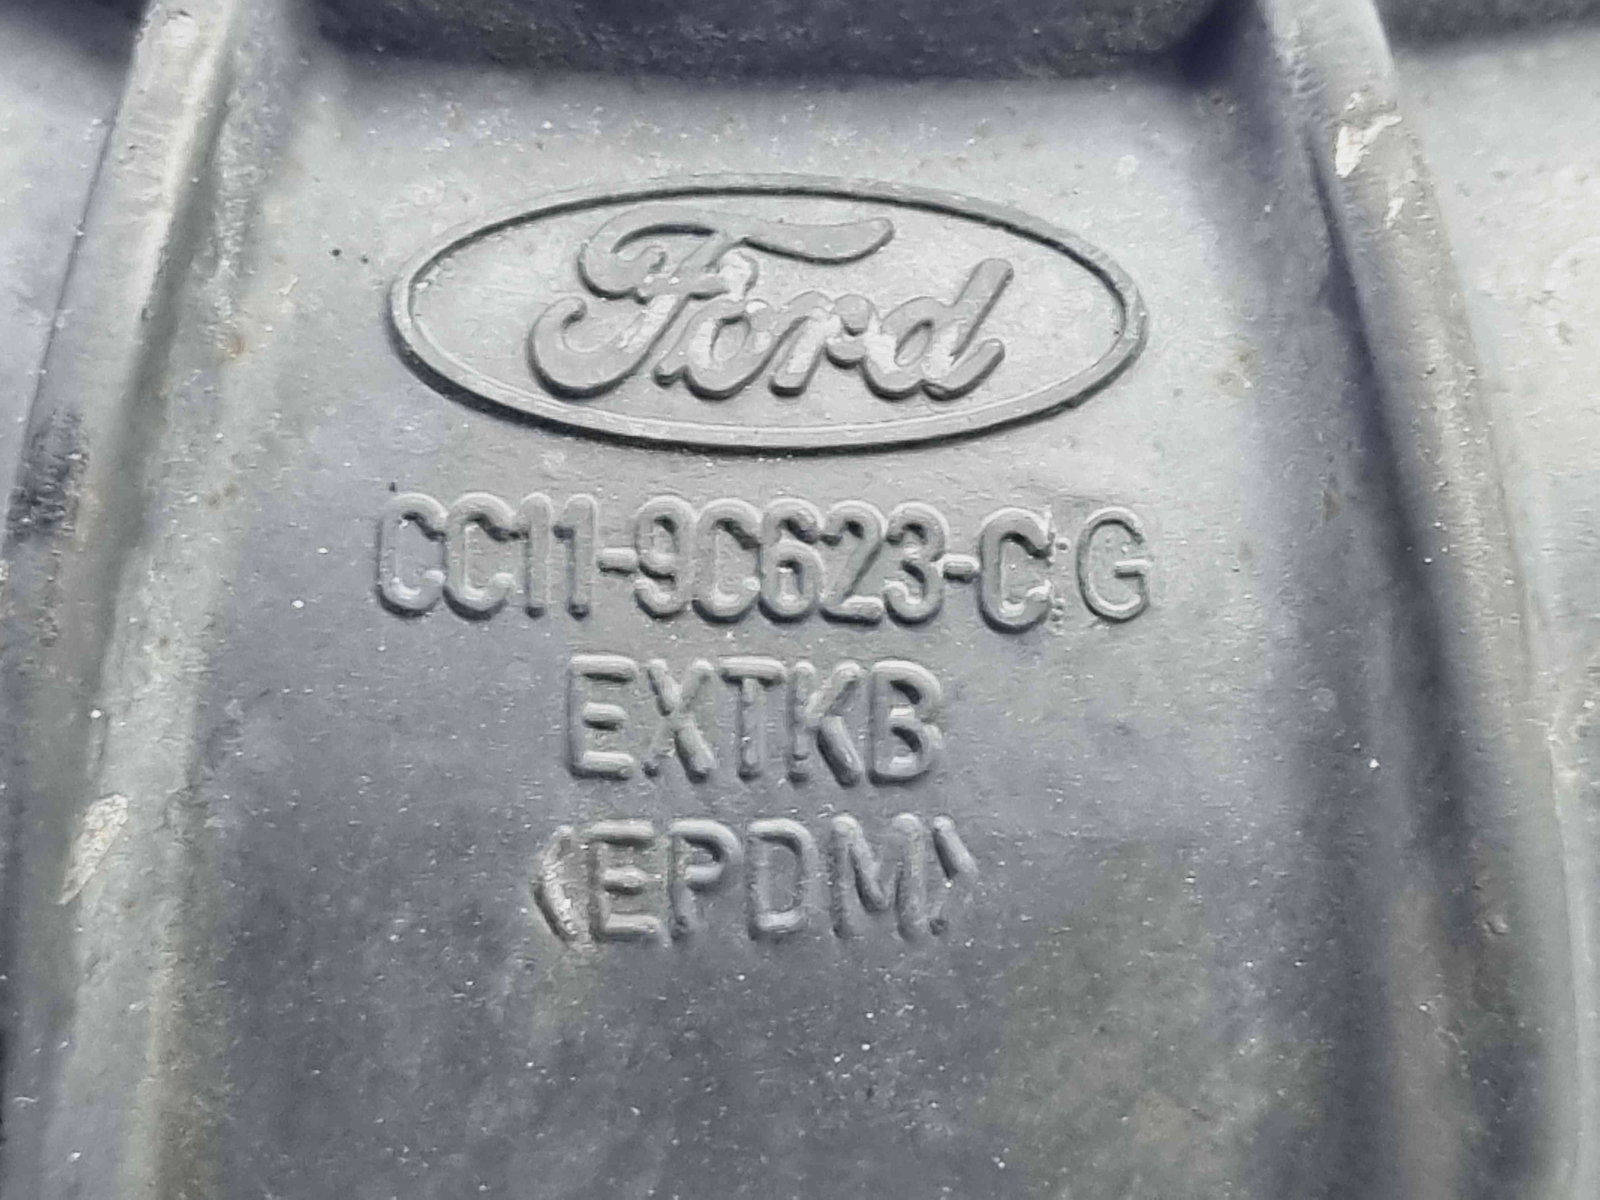 Ford
CC11-9C623-CG
EXTKB
<EPDM>